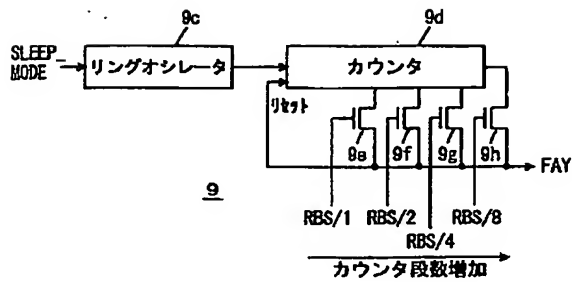 9c
9d
SLEEP
MODE
リングオシレータ
カウンタ
リセット
9e
9f
9g
9h
FAY
9
RBS/1
RBS/2
RBS/8
RBS/4
カウンタ段数増加